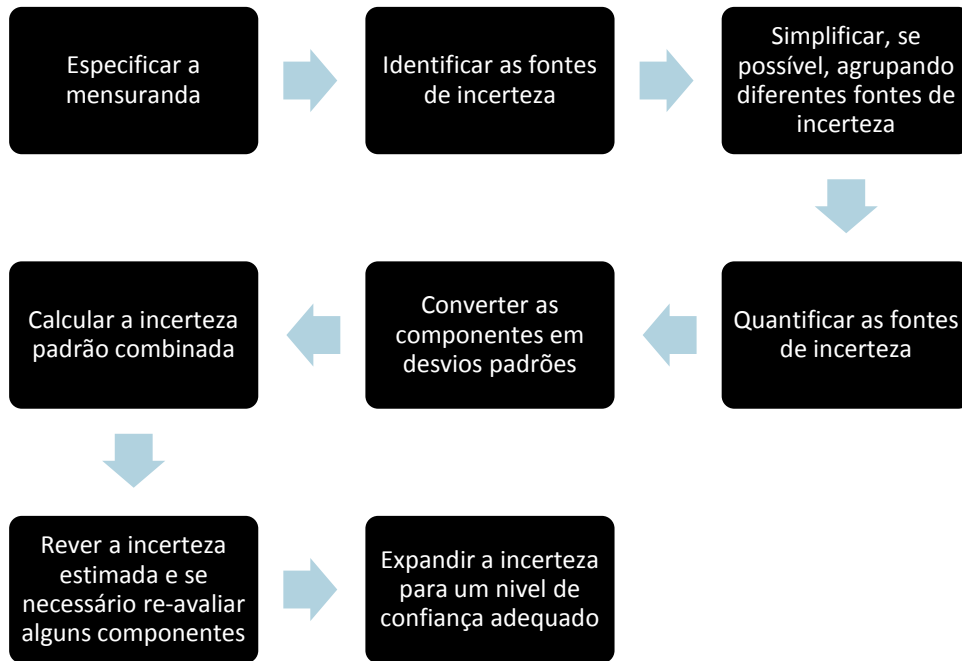 Especificar a
mensuranda
Identificar as fontes
de incerteza
Simplificar, se
possível, agrupando
diferentes fontes de
incerteza
Quantificar as fontes
de incerteza
Converter as
componentes em
desvios padrões
Calcular a incerteza
padrão combinada
Rever a incerteza
estimada e se
necessário re-avaliar
alguns componentes
Expandir a incerteza
para um nivel de
confiança adequado